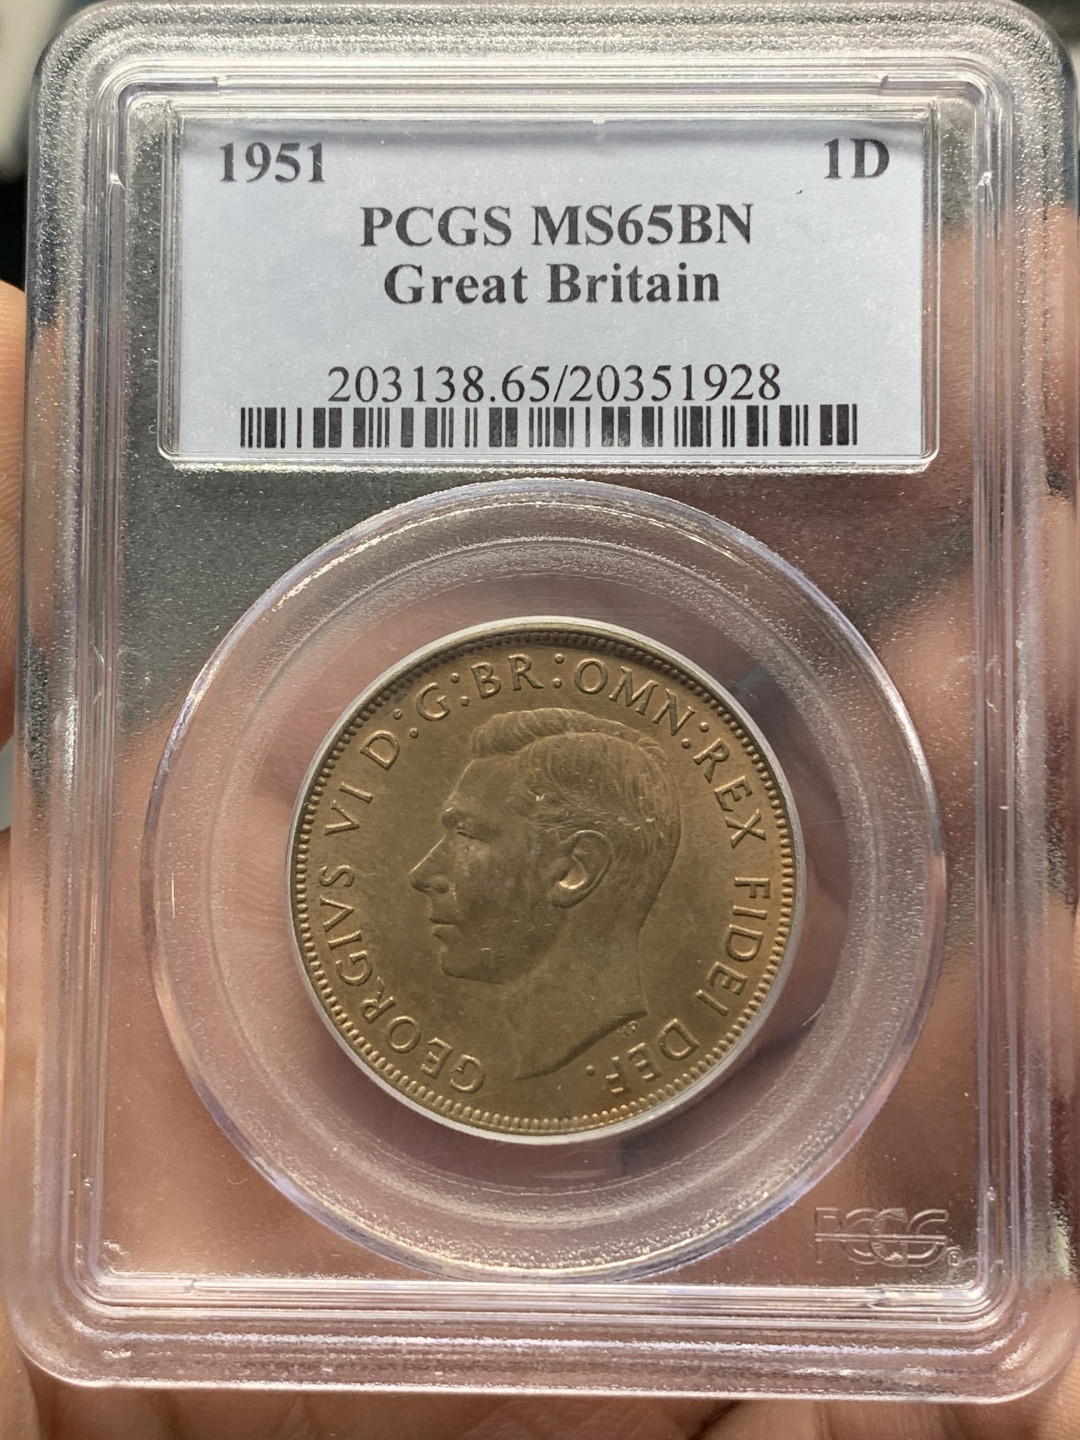 1951 1D
PCGS MS65BN
Great Britain
203138.65/20351928
GEORGIVS VI D:G:BR:OMN:REX FIDEI DEF.
PCGS